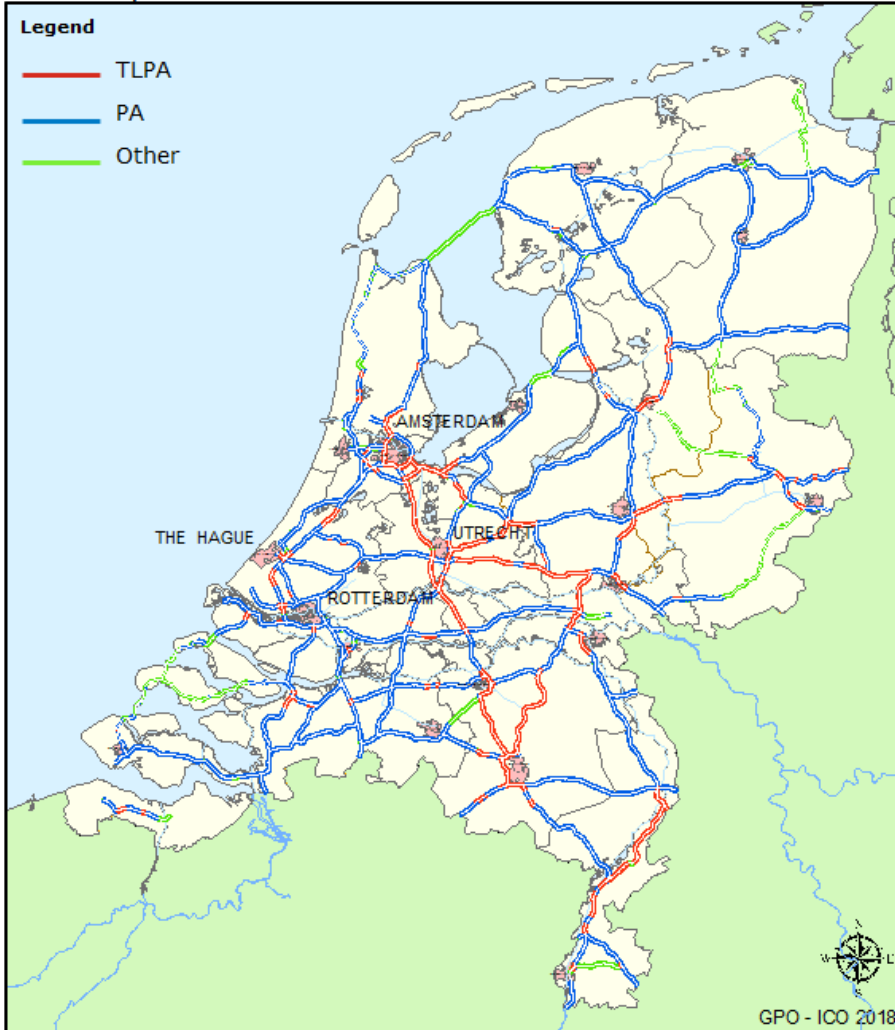 Legend
TLPA
PA
Other
AMSTERDAM
THE HAGUE
UTRECHT
ROTTERDAM
N
W
S
GPO - ICO 2018